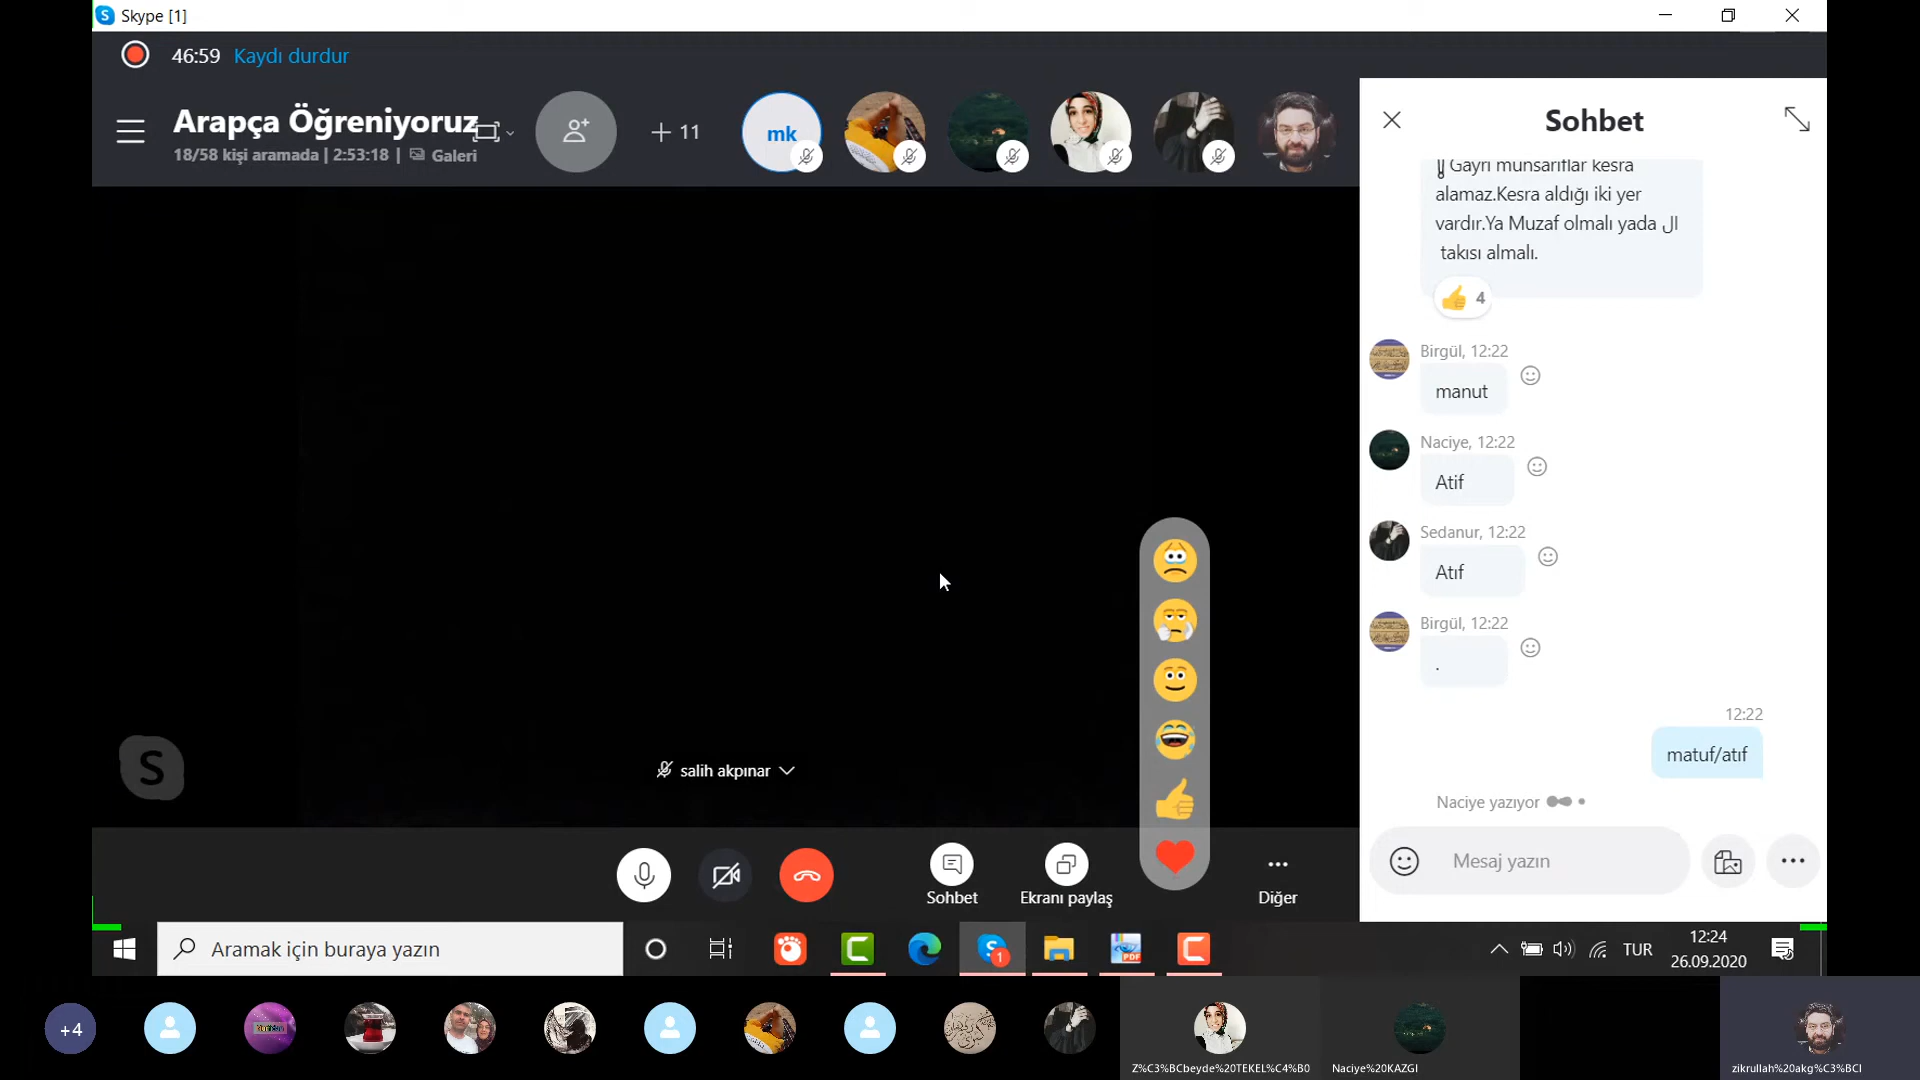 Skype [1]
46:59 Kaydı durdur
Arapça Öğreniyoruz
18/58 kişi aramada | 2:53:18 | Galeri
+ 11
mk
Sohbet
Gayri munsarıflar kesra
alamaz.Kesra aldığı iki yer
vardır.Ya Muzaf olmalı yada ال
takısı almalı.
4
Birgül, 12:22
manut
Naciye, 12:22
Atif
Sedanur, 12:22
Atıf
Birgül, 12:22
.
12:22
matuf/atıf
Naciye yazıyor
Mesaj yazın
S
salih akpınar
Sohbet
Ekranı paylaş
Diğer
Aramak için buraya yazın
1
PDF
TUR
12:24
26.09.2020
+4
Z%C3%BCbeyde%20TEKEL%C4%B0
Naciye%20KAZGI
zikrullah%20akg%C3%BCl